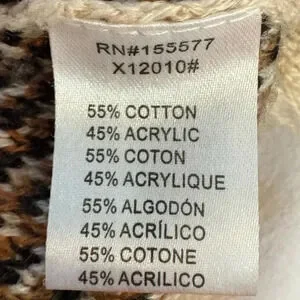 RN#155577
X12010#
55% COTTON
45% ACRYLIC
55% COTON
45% ACRYLIQUE
55% ALGODÓN
45% ACRÍLICO
55% COTONE
45% ACRILICO